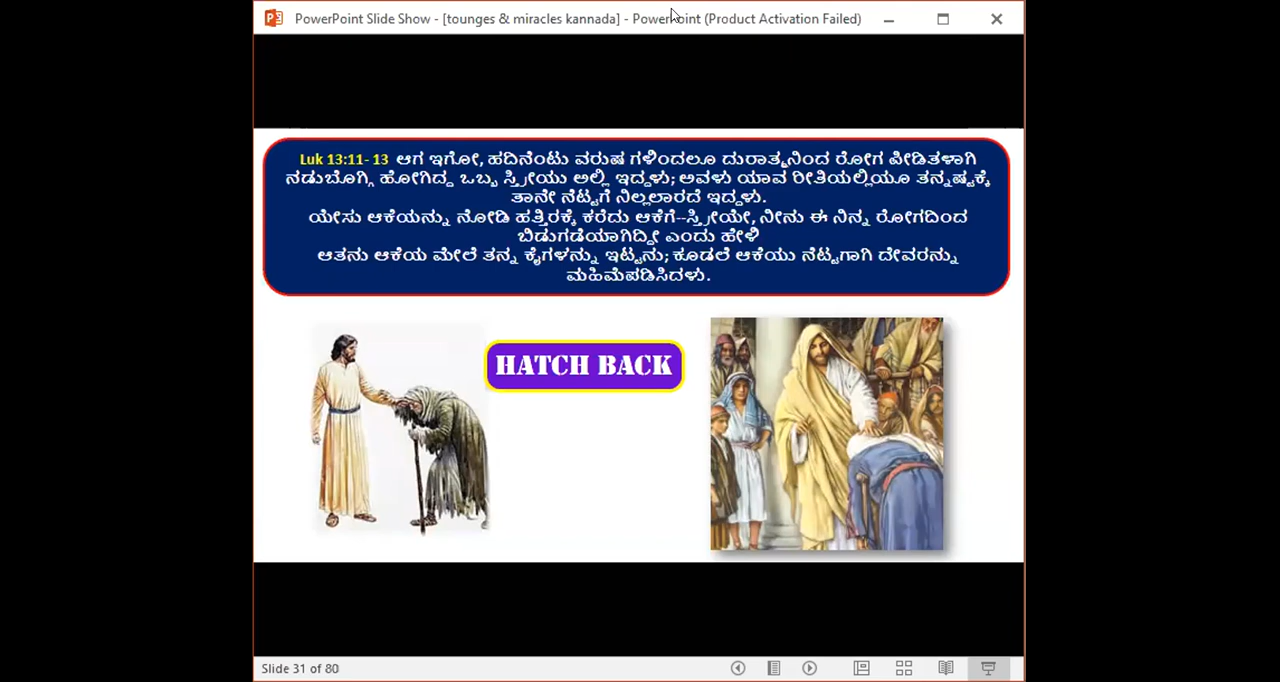 PowerPoint Slide Show - [tounges & miracles kannada] - PowerPoint (Product Activation Failed)
Luk 13:11- 13 ಆಗ ಇಗೋ, ಹದಿನೆಂಟು ವರುಷ ಗಳಿಂದಲೂ ದುರಾತ್ಮನಿಂದ ರೋಗ ಪೀಡಿತಳಾಗಿ
ನಡುಬೊಗ್ಗಿ ಹೋಗಿದ್ದ ಒಬ್ಬ ಸ್ತ್ರೀಯು ಅಲ್ಲಿ ಇದ್ದಳು; ಅವಳು ಯಾವ ರೀತಿಯಲ್ಲಿಯೂ ತನ್ನಷ್ಟಕ್ಕೆ
ತಾನೇ ನೆಟ್ಟಗೆ ನಿಲ್ಲಲಾರದೆ ಇದ್ದಳು.
ಯೇಸು ಆಕೆಯನ್ನು ನೋಡಿ ಹತ್ತಿರಕ್ಕೆ ಕರೆದು ಆಕೆಗೆ--ಸ್ತ್ರೀಯೇ, ನೀನು ಈ ನಿನ್ನ ರೋಗದಿಂದ
ಬಿಡುಗಡೆಯಾಗಿದ್ದೀ ಎಂದು ಹೇಳಿ
ಆತನು ಆಕೆಯ ಮೇಲೆ ತನ್ನ ಕೈಗಳನ್ನು ಇಟ್ಟನು; ಕೂಡಲೆ ಆಕೆಯು ನೆಟ್ಟಗಾಗಿ ದೇವರನ್ನು
ಮಹಿಮೆಪಡಿಸಿದಳು.
HATCH BACK
Slide 31 of 80